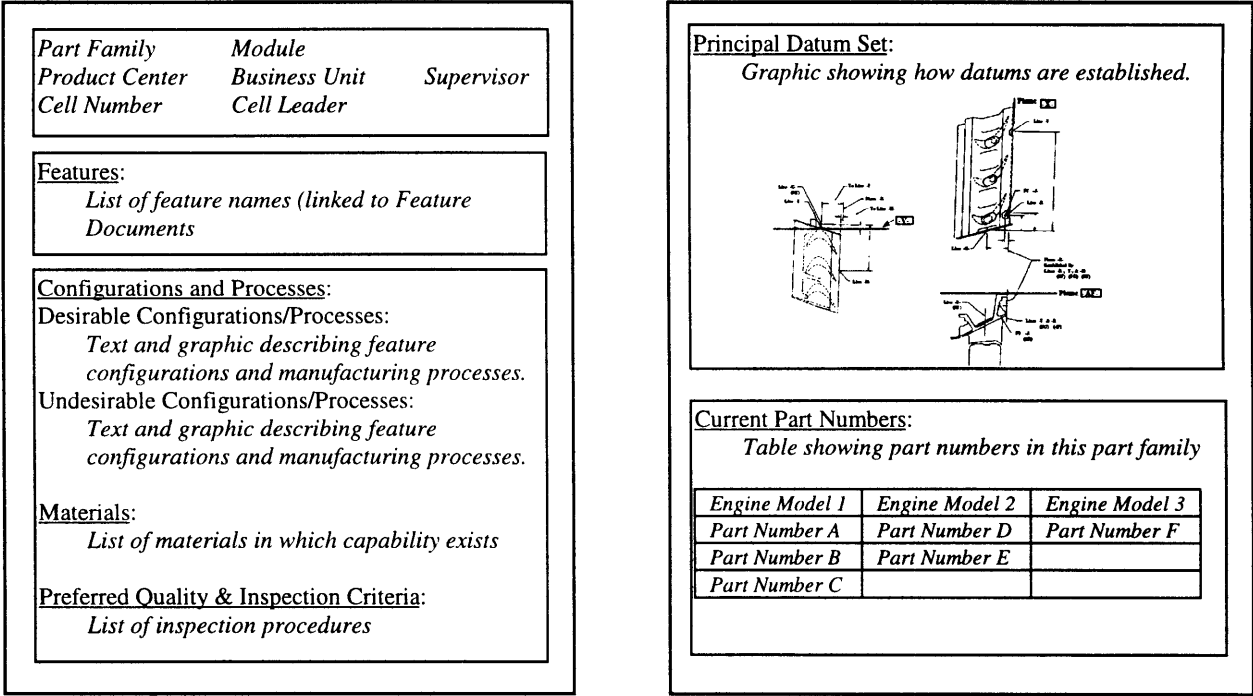 Part Family Module
Product Center Business Unit Supervisor
Cell Number Cell Leader
Features:
List of feature names (linked to Feature
Documents
Configurations and Processes:
Desirable Configurations/Processes:
Text and graphic describing feature
configurations and manufacturing processes.
Undesirable Configurations/Processes:
Text and graphic describing feature
configurations and manufacturing processes.
Materials:
List of materials in which capability exists
Preferred Quality & Inspection Criteria:
List of inspection procedures
Principal Datum Set:
Graphic showing how datums are established.
Plane X
Plane
Current Part Numbers:
Table showing part numbers in this part family
Engine Model 1 Engine Model 2 Engine Model 3
Part Number A Part Number D Part Number F
Part Number B Part Number E
Part Number C